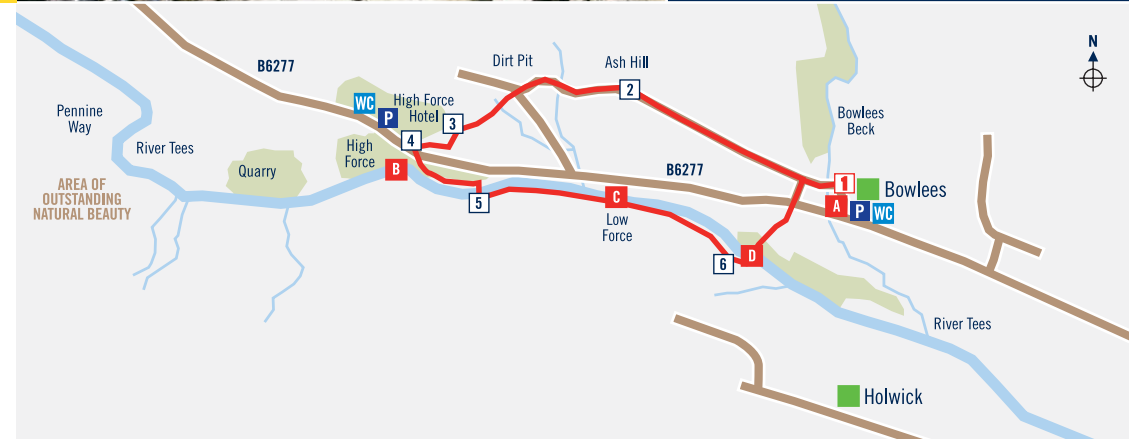 N
B6277
Dirt Pit
Ash Hill
2
WC
P
High Force
Hotel
3
4
Pennine
Way
River Tees
Bowlees
Beck
High
Force
B
Quarry
B6277
1
Bowlees
A
P
WC
AREA OF
OUTSTANDING
NATURAL BEAUTY
5
C
Low
Force
6
D
River Tees
Holwick